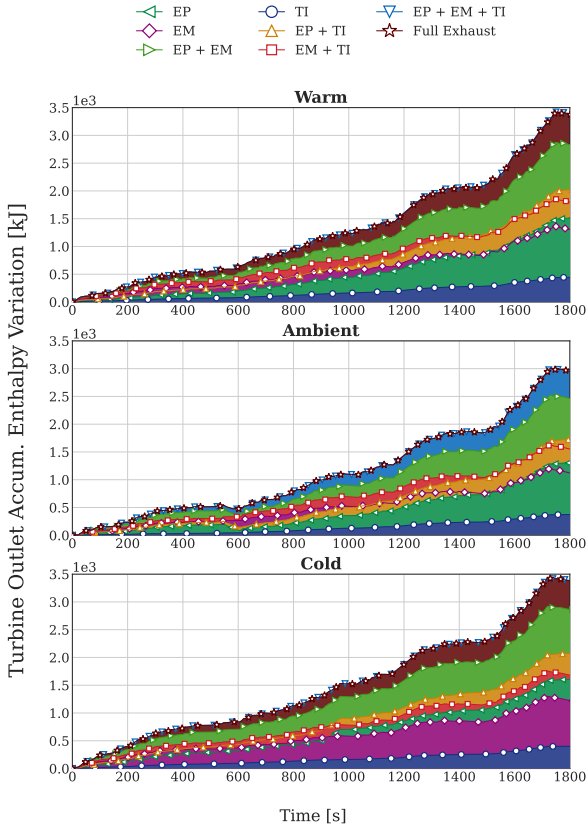 EP TI EP + EM + TI
EM EP + TI Full Exhaust
EP + EM EM + TI
Turbine Outlet Accum. Enthalpy Variation [kJ]
1e3
Warm
3.5
3.0
2.5
2.0
1.5
1.0
0.5
0.0
0 200 400 600 800 1000 1200 1400 1600 1800
1e3
Ambient
3.5
3.0
2.5
2.0
1.5
1.0
0.5
0.0
0 200 400 600 800 1000 1200 1400 1600 1800
1e3
Cold
3.5
3.0
2.5
2.0
1.5
1.0
0.5
0.0
0 200 400 600 800 1000 1200 1400 1600 1800
Time [s]